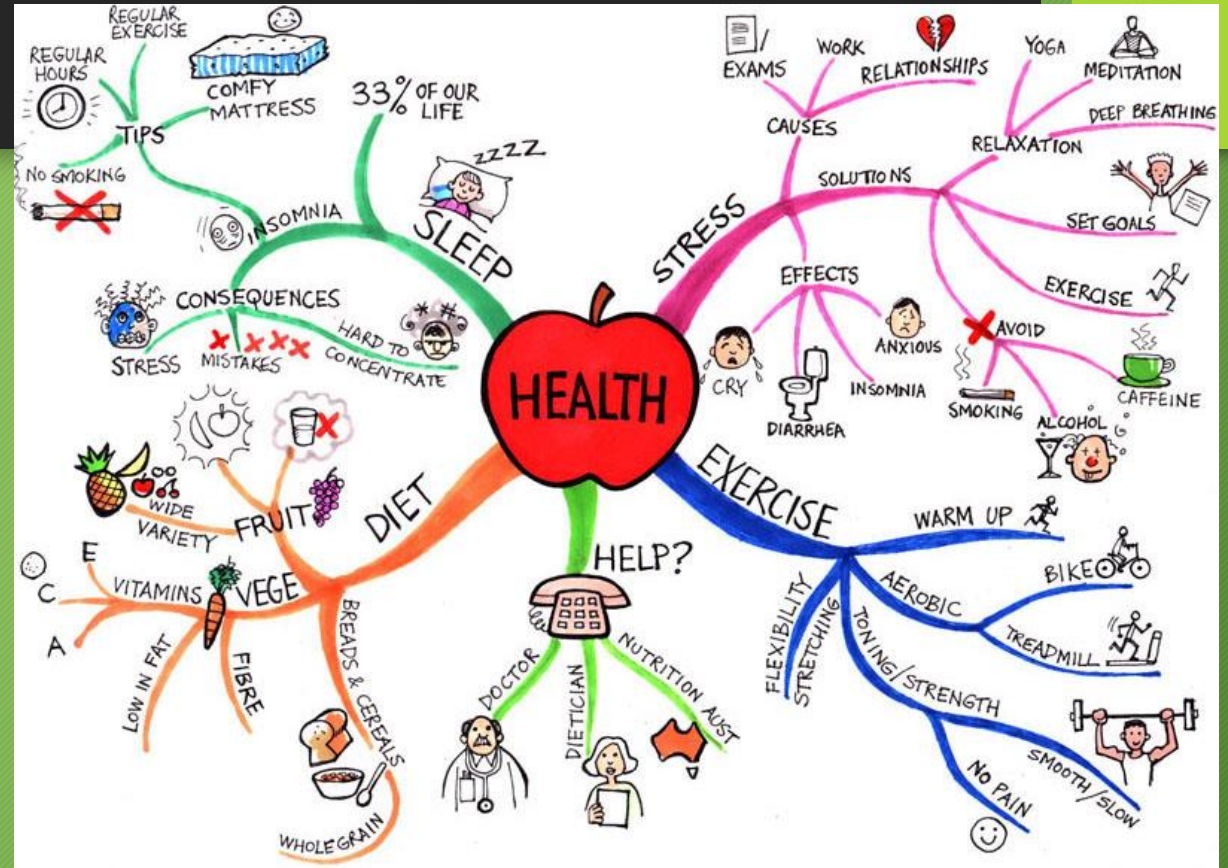 HEALTH
SLEEP
33% OF OUR
LIFE
ZZZZ
INSOMNIA
TIPS
REGULAR
EXERCISE
REGULAR
HOURS
COMFY
MATTRESS
NO SMOKING
CONSEQUENCES
STRESS
MISTAKES
HARD TO
CONCENTRATE
STRESS
CAUSES
EXAMS
WORK
RELATIONSHIPS
SOLUTIONS
RELAXATION
YOGA
MEDITATION
DEEP BREATHING
SET GOALS
EXERCISE
AVOID
SMOKING
ALCOHOL
CAFFEINE
EFFECTS
CRY
DIARRHEA
INSOMNIA
ANXIOUS
EXERCISE
WARM UP
AEROBIC
BIKE
TREADMILL
TONING/STRENGTH
SMOOTH/SLOW
NO PAIN
FLEXIBILITY
STRETCHING
HELP?
DOCTOR
DIETICIAN
NUTRITION AUST
DIET
FRUIT
WIDE
VARIETY
VEGE
VITAMINS
E
C
A
LOW IN FAT
FIBRE
BREADS & CEREALS
WHOLEGRAIN